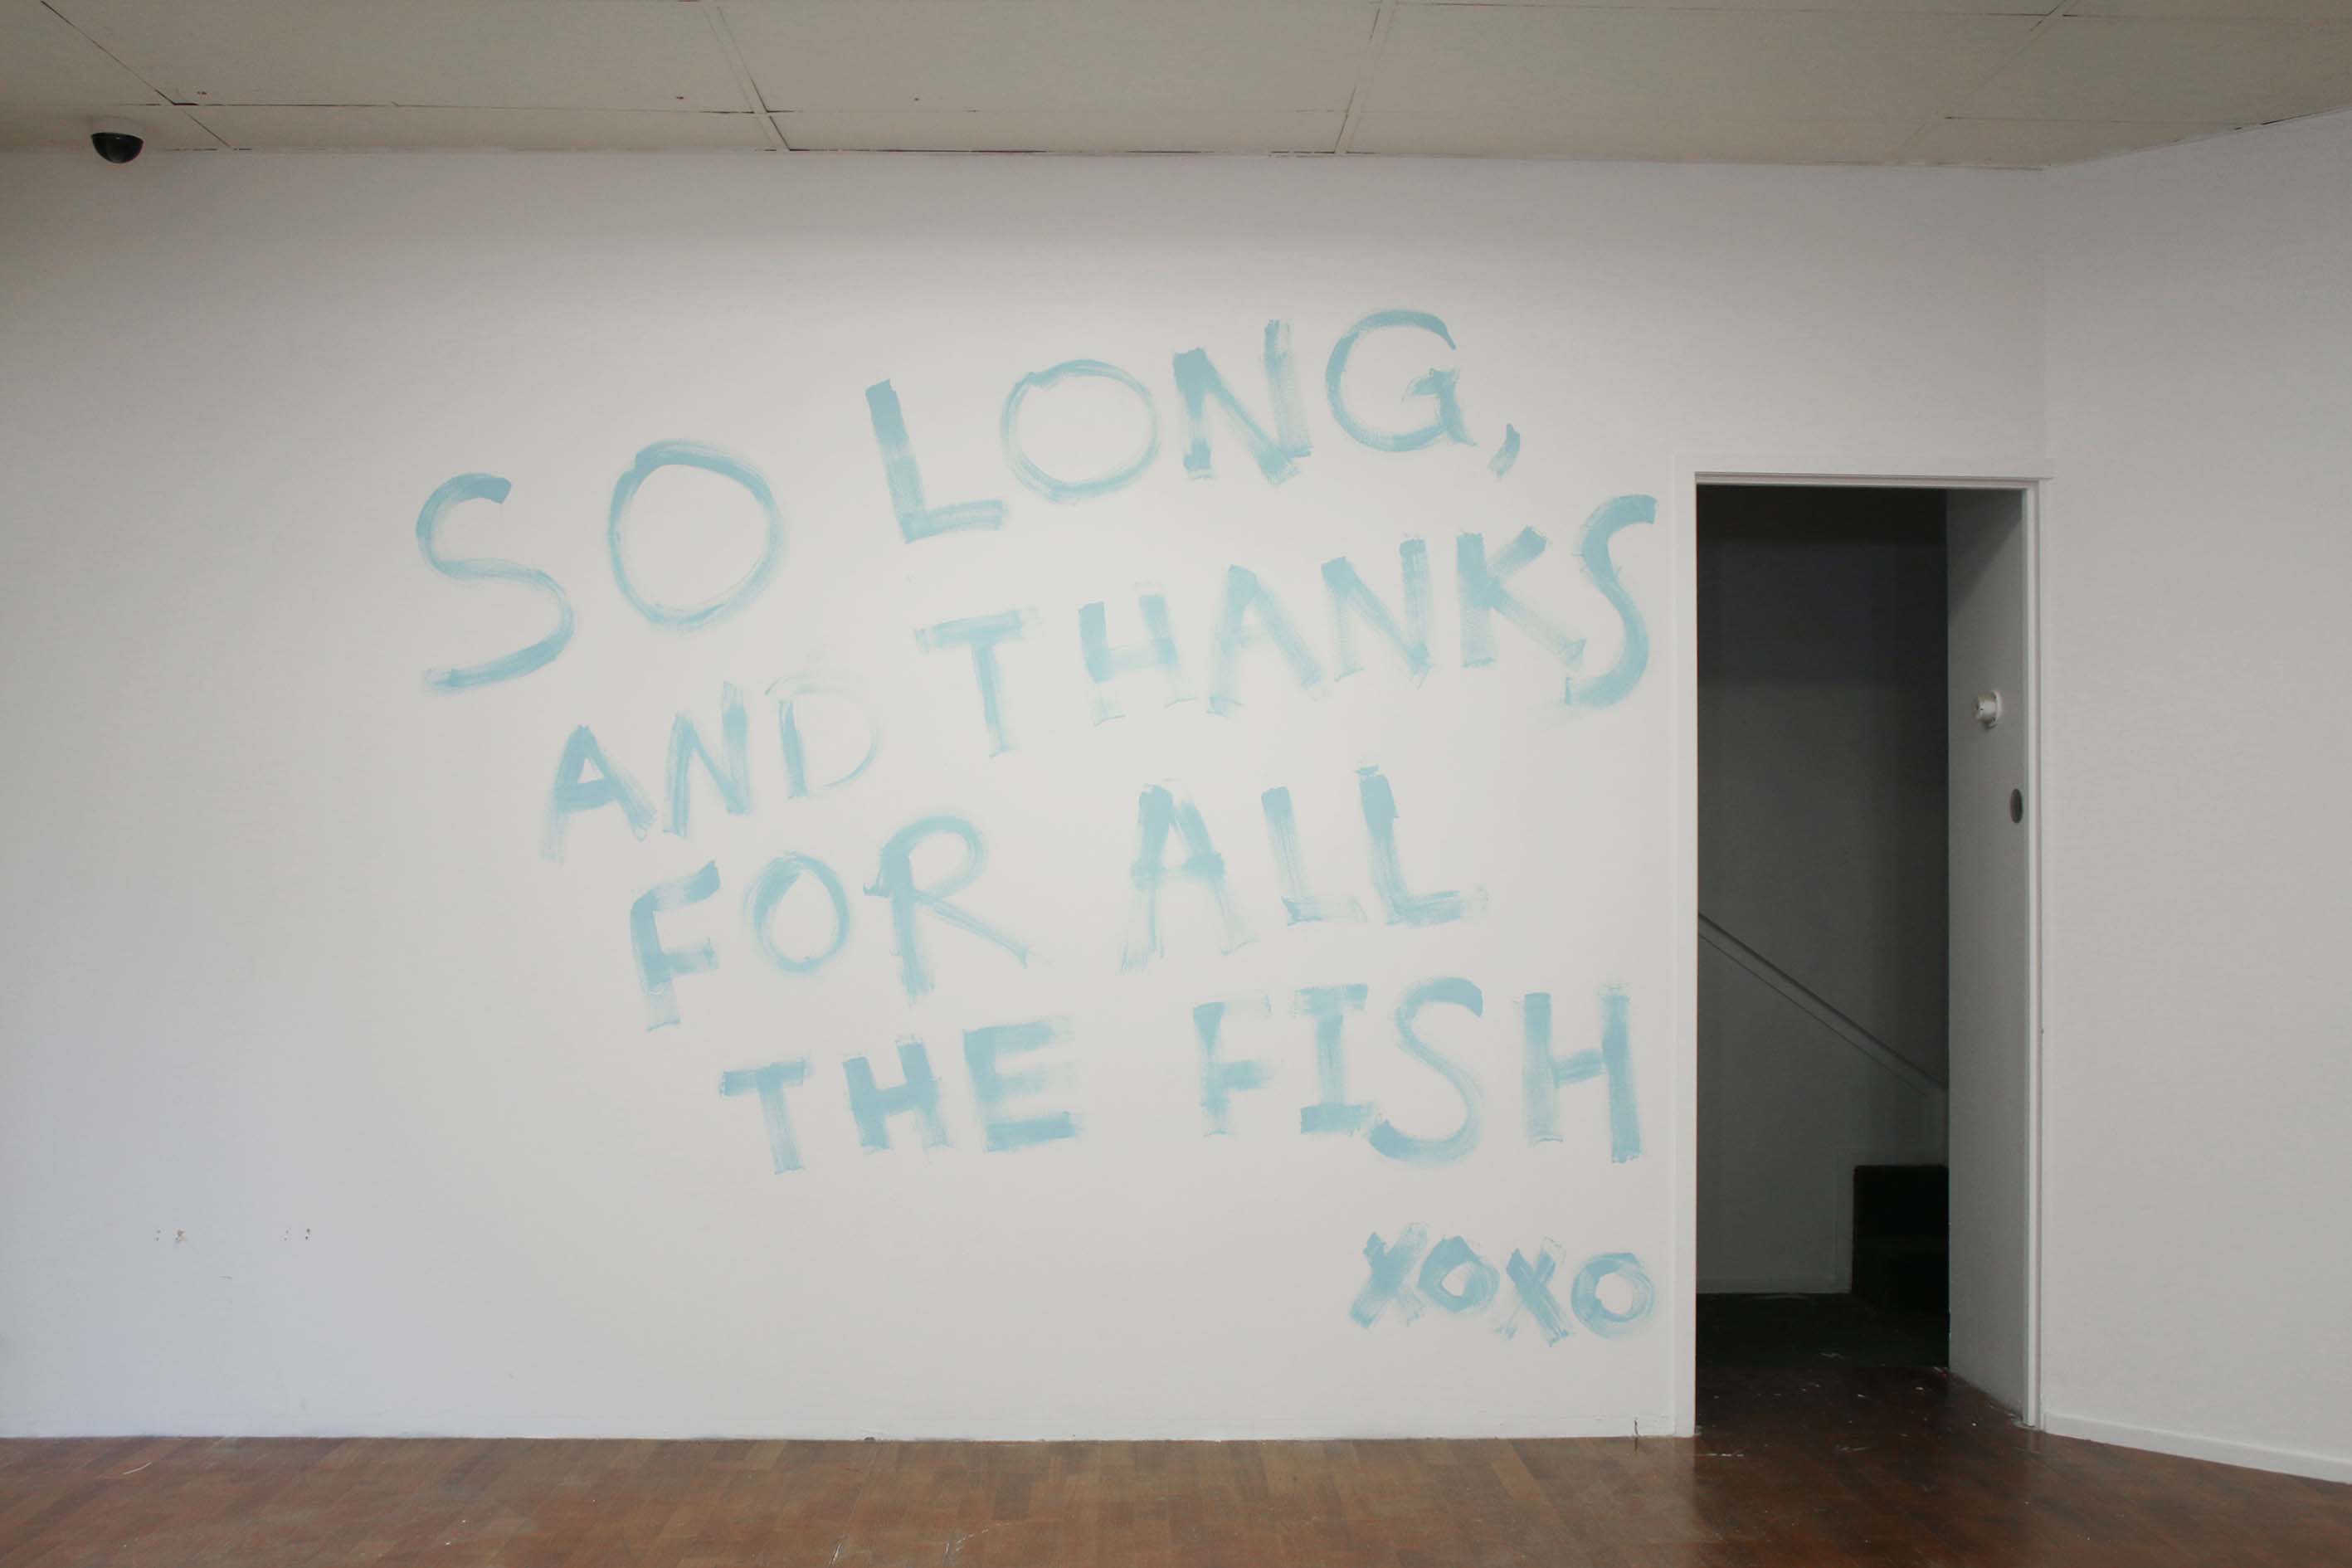 SO LONG,
AND THANKS
FOR ALL
THE FISH
XOXO